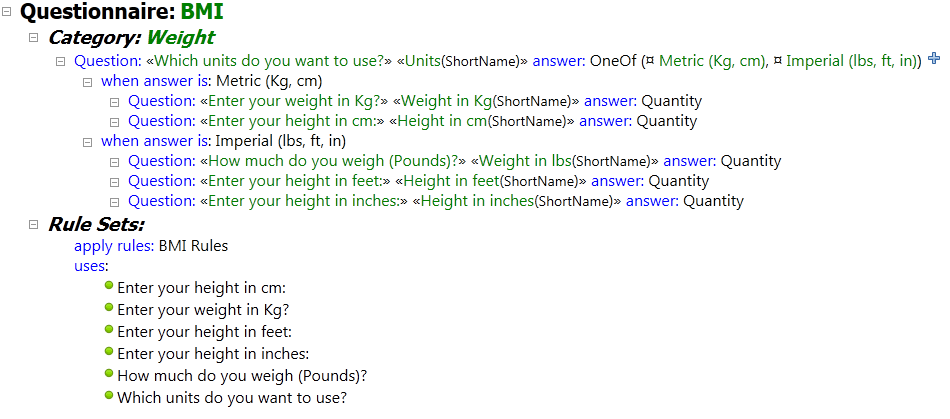 Questionnaire: BMI
Category: Weight
Question: «Which units do you want to use?» «Units(ShortName)» answer: OneOf (¤ Metric (Kg, cm), ¤ Imperial (lbs, ft, in))
when answer is: Metric (Kg, cm)
Question: «Enter your weight in Kg?» «Weight in Kg(ShortName)» answer: Quantity
Question: «Enter your height in cm:» «Height in cm(ShortName)» answer: Quantity
when answer is: Imperial (lbs, ft, in)
Question: «How much do you weigh (Pounds)?» «Weight in lbs(ShortName)» answer: Quantity
Question: «Enter your height in feet:» «Height in feet(ShortName)» answer: Quantity
Question: «Enter your height in inches:» «Height in inches(ShortName)» answer: Quantity
Rule Sets:
apply rules: BMI Rules
uses:
Enter your height in cm:
Enter your weight in Kg?
Enter your height in feet:
Enter your height in inches:
How much do you weigh (Pounds)?
Which units do you want to use?